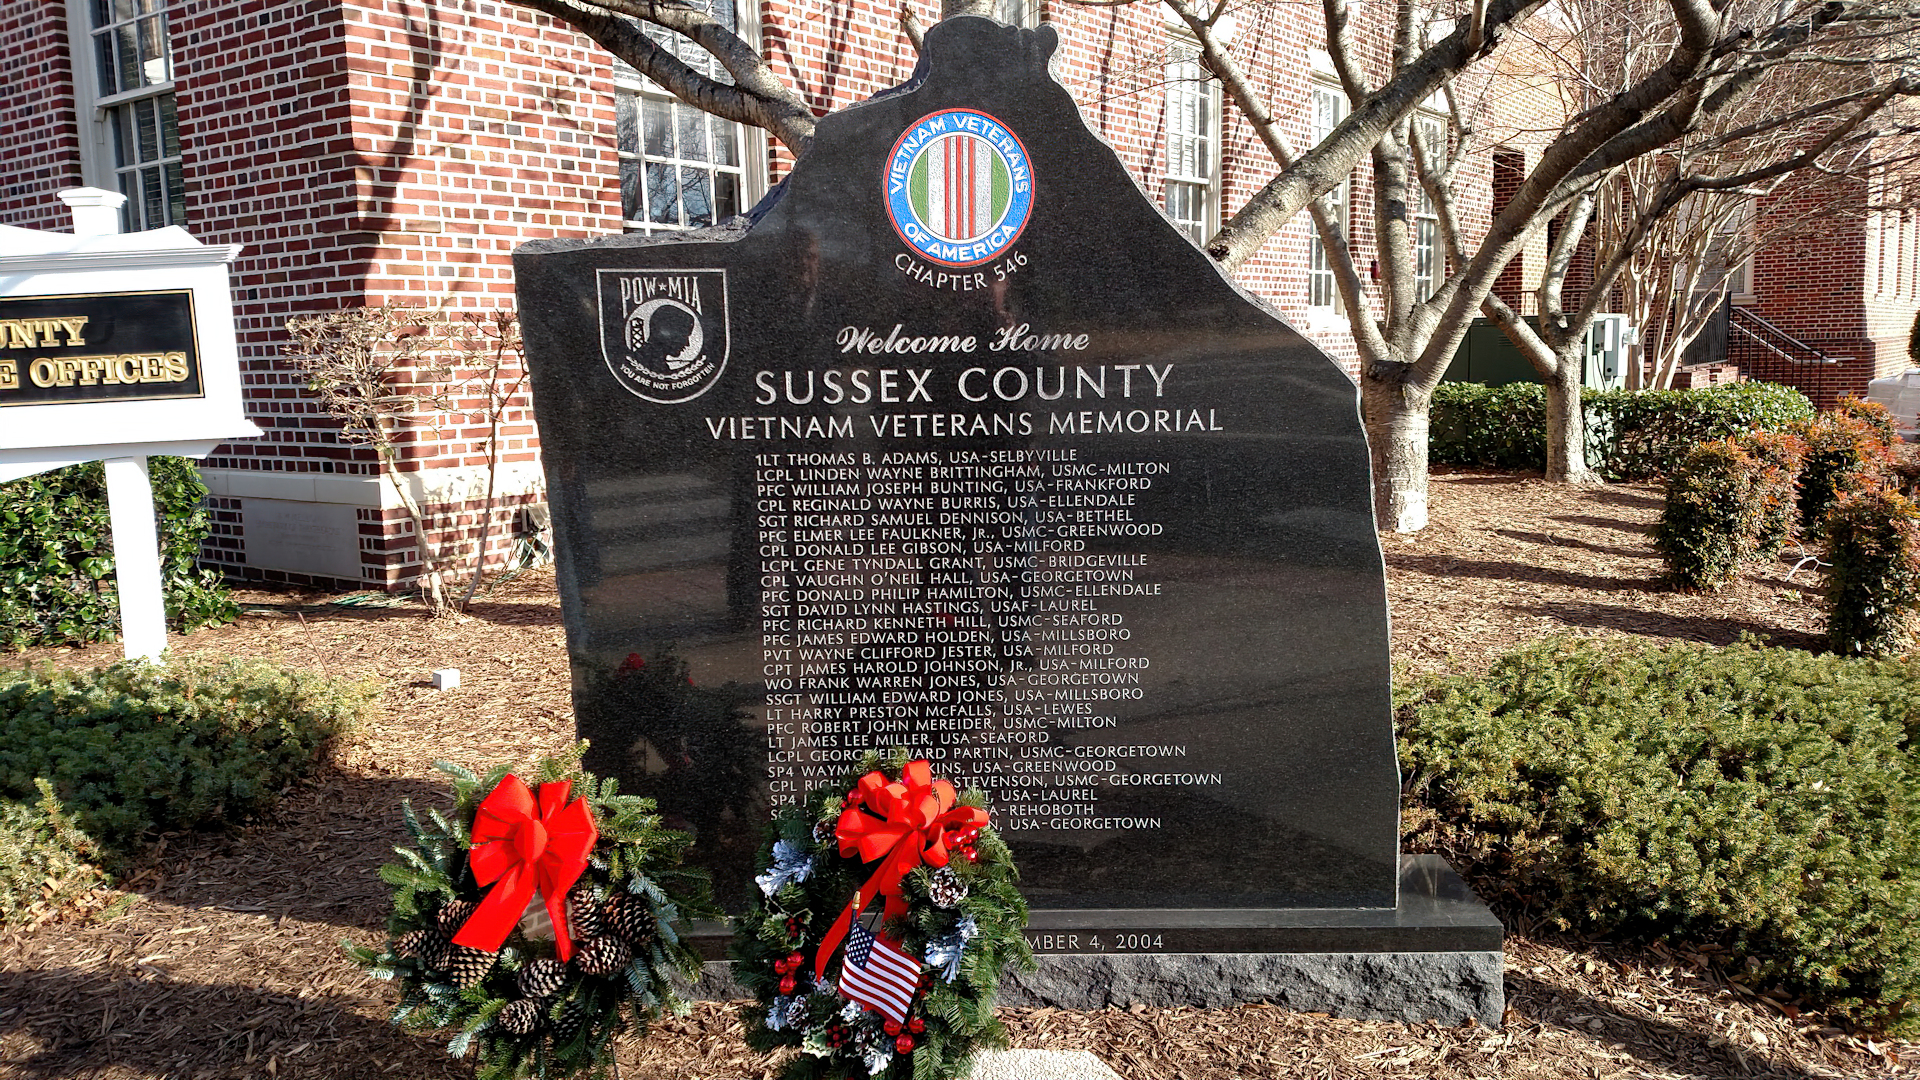 VIETNAM VETERANS
OF AMERICA
CHAPTER 546
POW★MIA
YOU ARE NOT FORGOTTEN
Welcome Home
SUSSEX COUNTY
VIETNAM VETERANS MEMORIAL
1LT THOMAS B. ADAMS, USA-SELBYVILLE
LCPL LINDEN WAYNE BRITTINGHAM, USMC-MILTON
PFC WILLIAM JOSEPH BUNTING, USA-FRANKFORD
CPL REGINALD WAYNE BURRIS, USA-ELLENDALE
SGT RICHARD SAMUEL DENNISON, USA-BETHEL
PFC ELMER LEE FAULKNER, JR., USMC-GREENWOOD
CPL DONALD LEE GIBSON, USA-MILFORD
LCPL GENE TYNDALL GRANT, USMC-BRIDGEVILLE
CPL VAUGHN O'NEIL HALL, USA-GEORGETOWN
PFC DONALD PHILIP HAMILTON, USMC-ELLENDALE
SGT DAVID LYNN HASTINGS, USAF-LAUREL
PFC RICHARD KENNETH HILL, USMC-SEAFORD
PFC JAMES EDWARD HOLDEN, USA-MILLSBORO
PVT WAYNE CLIFFORD JESTER, USA-MILFORD
CPT JAMES HAROLD JOHNSON, JR., USA-MILFORD
WO FRANK WARREN JONES, USA-GEORGETOWN
SSGT WILLIAM EDWARD JONES, USA-MILLSBORO
LT HARRY PRESTON MCFALLS, USA-LEWES
PFC ROBERT JOHN MEREIDER, USMC-MILTON
LT JAMES LEE MILLER, USA-SEAFORD
LCPL GEORGE EDWARD PARTIN, USMC-GEORGETOWN
SP4 WAYMA KINS, USA-GREENWOOD
CPL RICH STEVENSON, USMC-GEORGETOWN
SP4 J T, USA-LAUREL
A-REHOBOTH
N, USA-GEORGETOWN
MBER 4, 2004
UNTY
E OFFICES